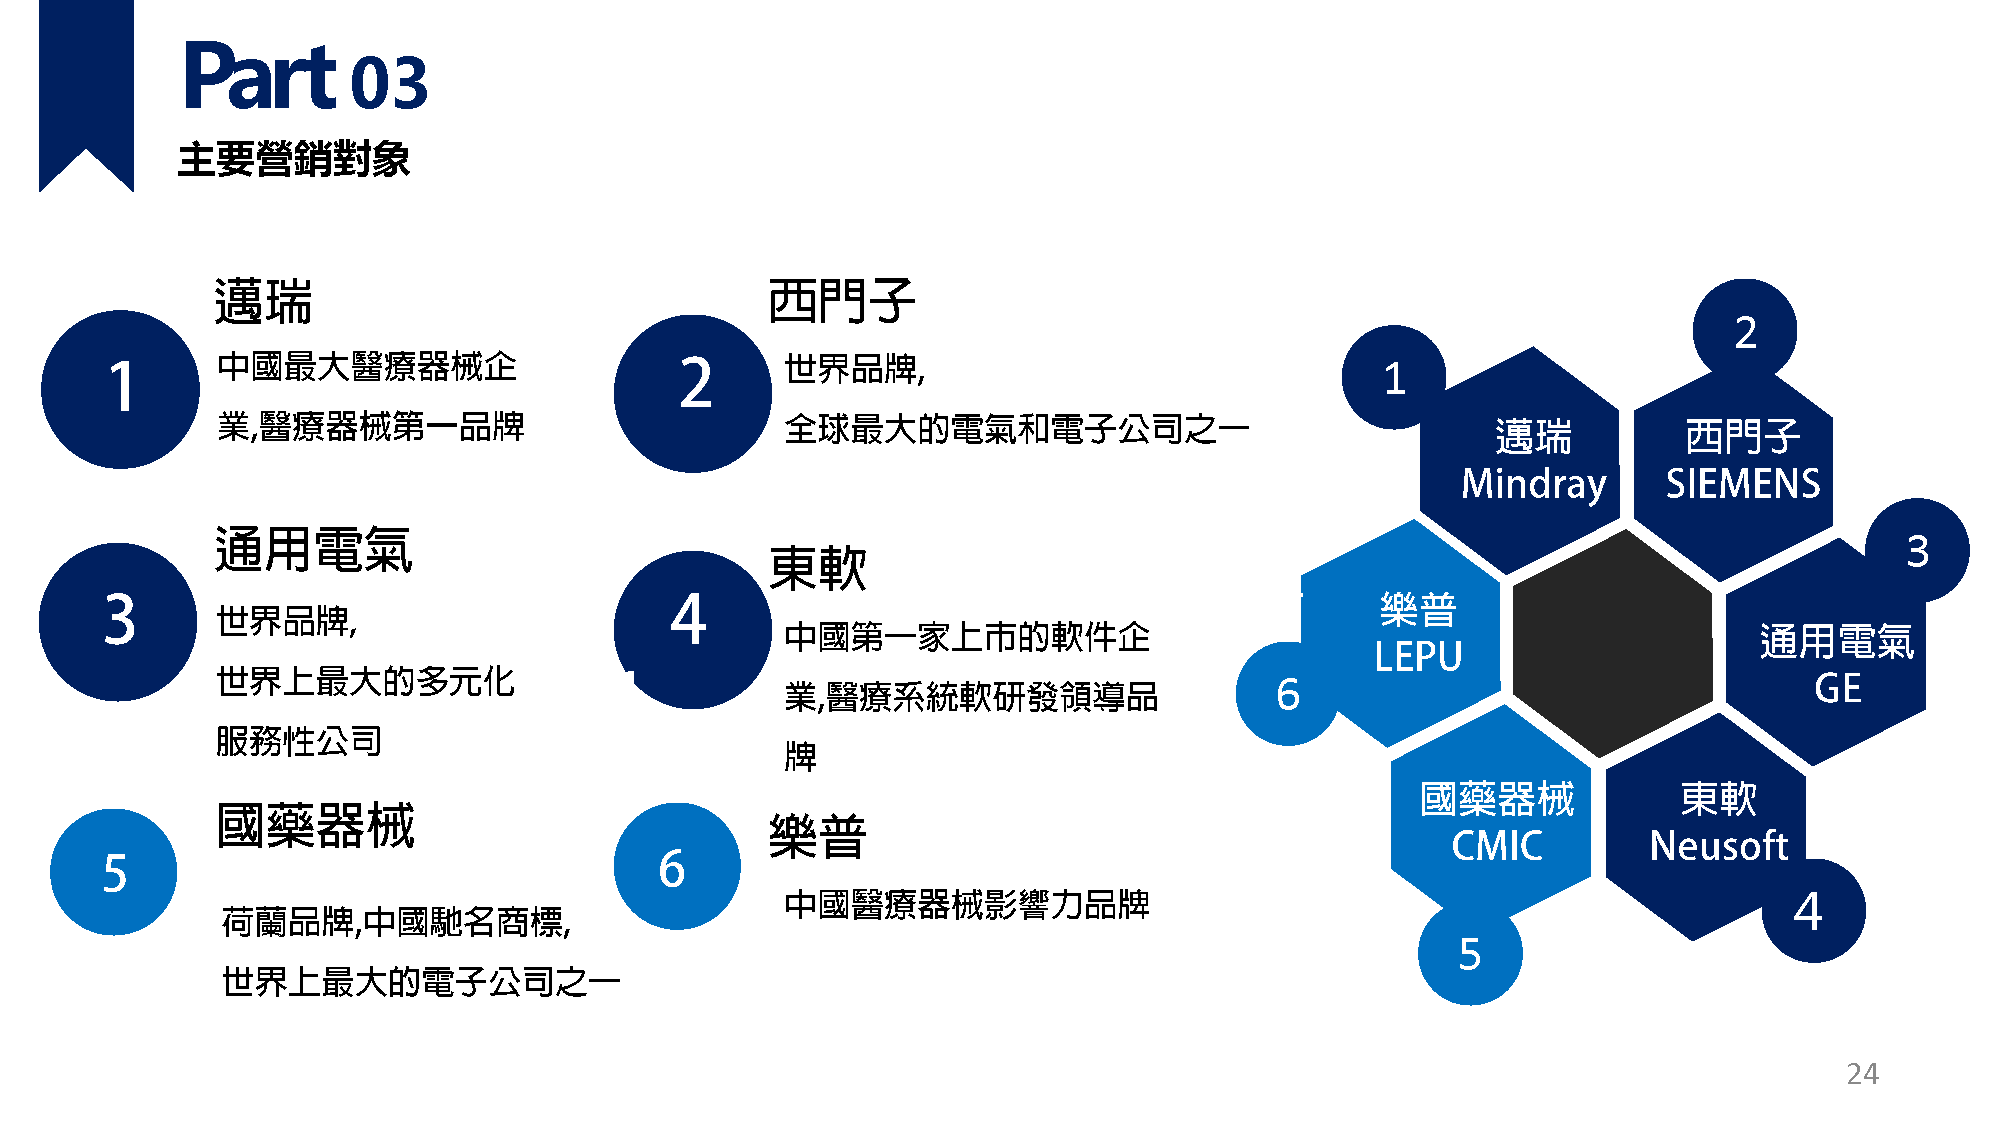 Part 03
主要營銷對象
1
邁瑞
中國最大醫療器械企
業,醫療器械第一品牌
2
西門子
世界品牌,
全球最大的電氣和電子公司之一
3
通用電氣
世界品牌,
世界上最大的多元化
服務性公司
4
東軟
中國第一家上市的軟件企
業,醫療系統軟研發領導品
牌
5
國藥器械
荷蘭品牌,中國馳名商標,
世界上最大的電子公司之一
6
樂普
中國醫療器械影響力品牌
1
邁瑞
Mindray
2
西門子
SIEMENS
3
通用電氣
GE
4
東軟
Neusoft
5
國藥器械
CMIC
6
樂普
LEPU
24